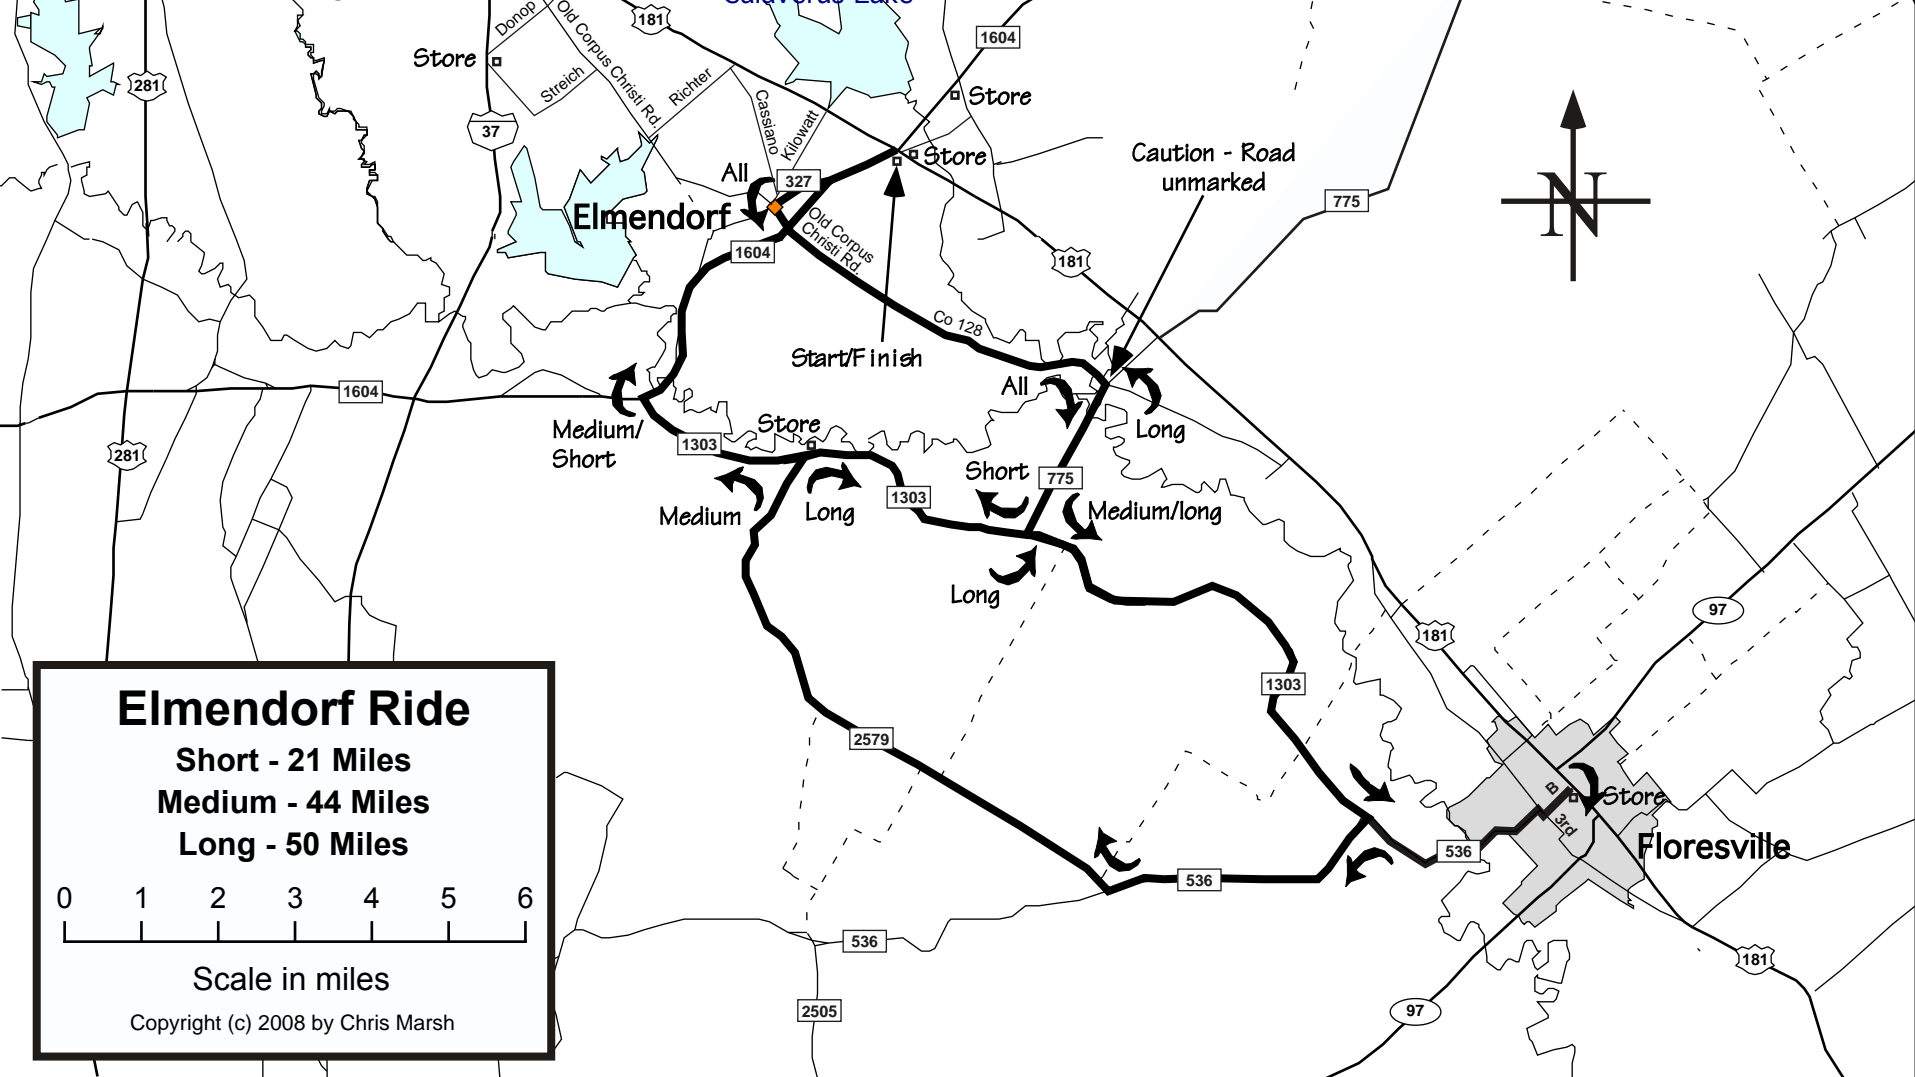 Calaveras Lake
Donop
Old Corpus Christi Rd.
181
1604
Store
281
Streich
Richter
Store
37
Cassiano
Kilowatt
Store
Caution - Road
unmarked
All
327
775
Elmendorf
N
1604
Old Corpus
Christi Rd.
181
Co 128
Start/Finish
1604
All
Medium/
Short
Store
Long
1303
281
Short
775
1303
Medium
Long
Medium/long
Long
97
181
1303
Elmendorf Ride
Short - 21 Miles
Medium - 44 Miles
Long - 50 Miles
0 1 2 3 4 5 6
Scale in miles
Copyright (c) 2008 by Chris Marsh
2579
B
Store
3rd
Floresville
536
536
536
181
2505
97